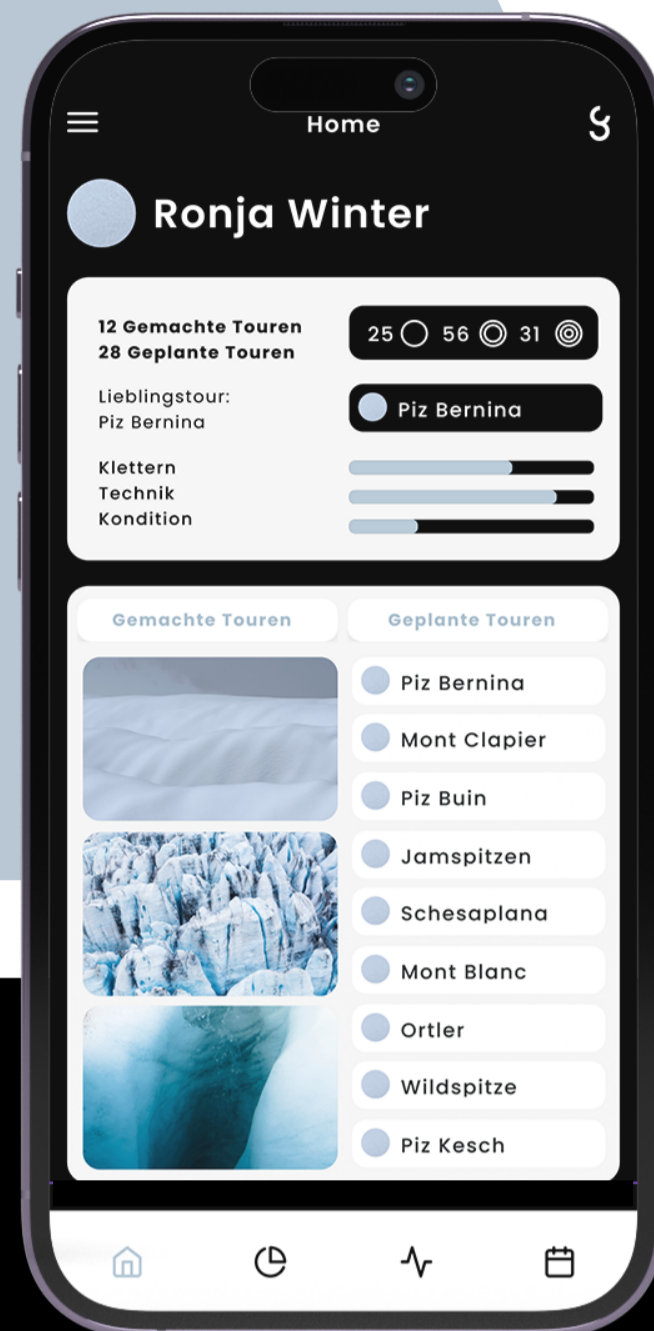 Home
Ronja Winter
12 Gemachte Touren
28 Geplante Touren
25 56 31
Lieblingstour:
Piz Bernina
Piz Bernina
Klettern
Technik
Kondition
Gemachte Touren
Geplante Touren
Piz Bernina
Mont Clapier
Piz Buin
Jamspitzen
Schesaplana
Mont Blanc
Ortler
Wildspitze
Piz Kesch